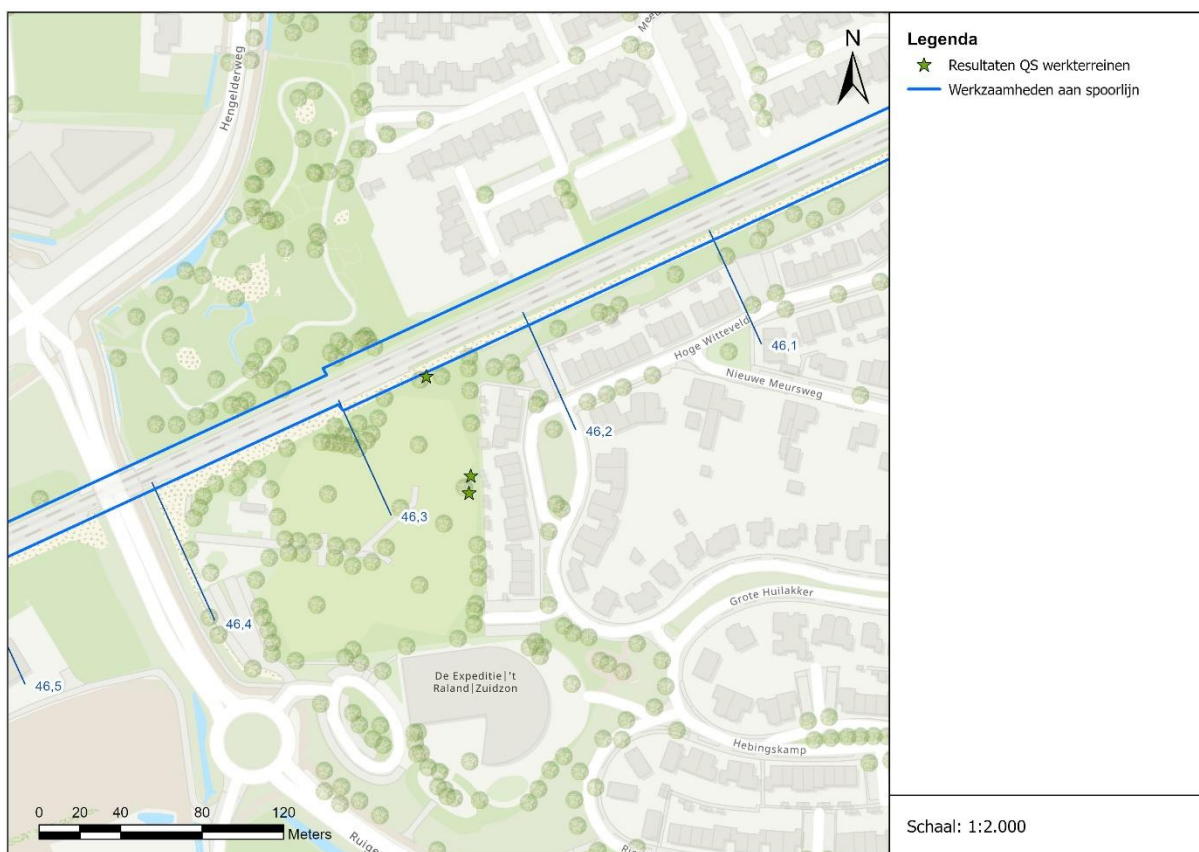 Legenda
Resultaten QS werkterreinen
Werkzaamheden aan spoorlijn
N
Hengelderweg
46,1
Hoge Witteveld
Nieuwe Meursweg
46,2
46,3
Grote Huilakker
46,4
46,5
De Expeditie|'t
Raland|Zuidzon
Hebingskamp
0 20 40 80 120
Meters
Schaal: 1:2.000